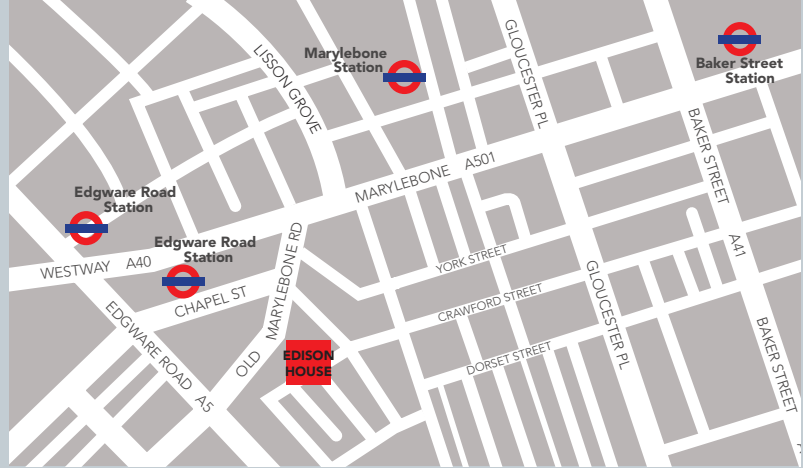 LISSON GROVE
Marylebone
Station
GLOUCESTER PL
Baker Street
Station
BAKER STREET
MARYLEBONE A501
Edgware Road
Station
Edgware Road
Station
WESTWAY A40
CHAPEL ST
OLD MARYLEBONE RD
YORK STREET
A41
GLOUCESTER PL
CRAWFORD STREET
EDGWARE ROAD A5
EDISON
HOUSE
DORSET STREET
BAKER STREET